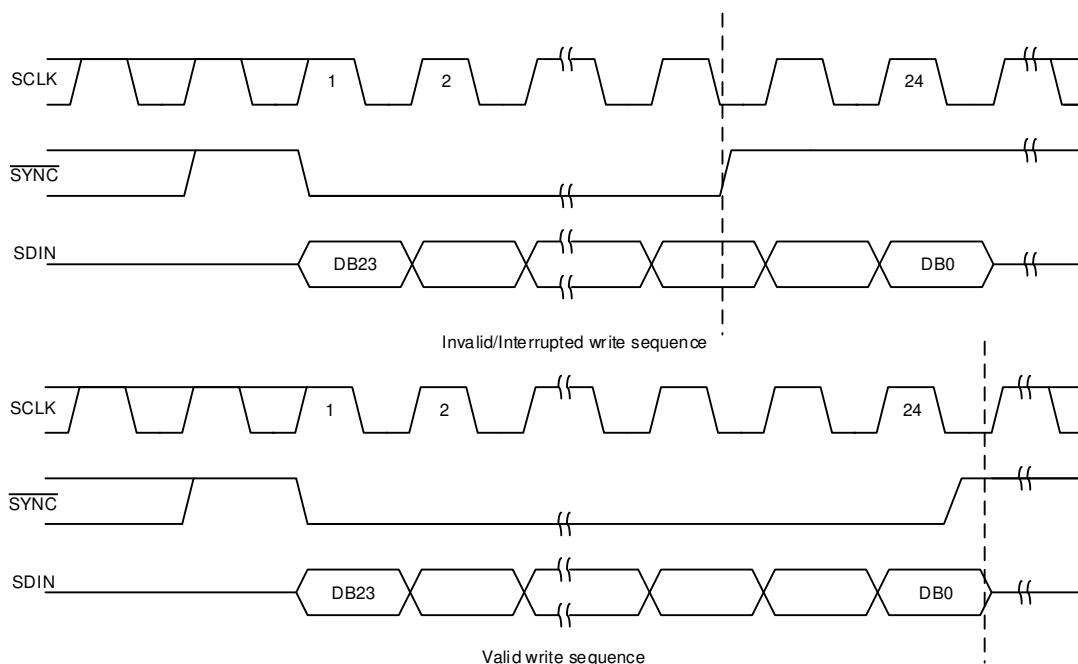 SCLK 1 2 24
SYNC
SDIN DB23 DB0
Invalid/Interrupted write sequence
SCLK 1 2 24
SYNC
SDIN DB23 DB0
Valid write sequence